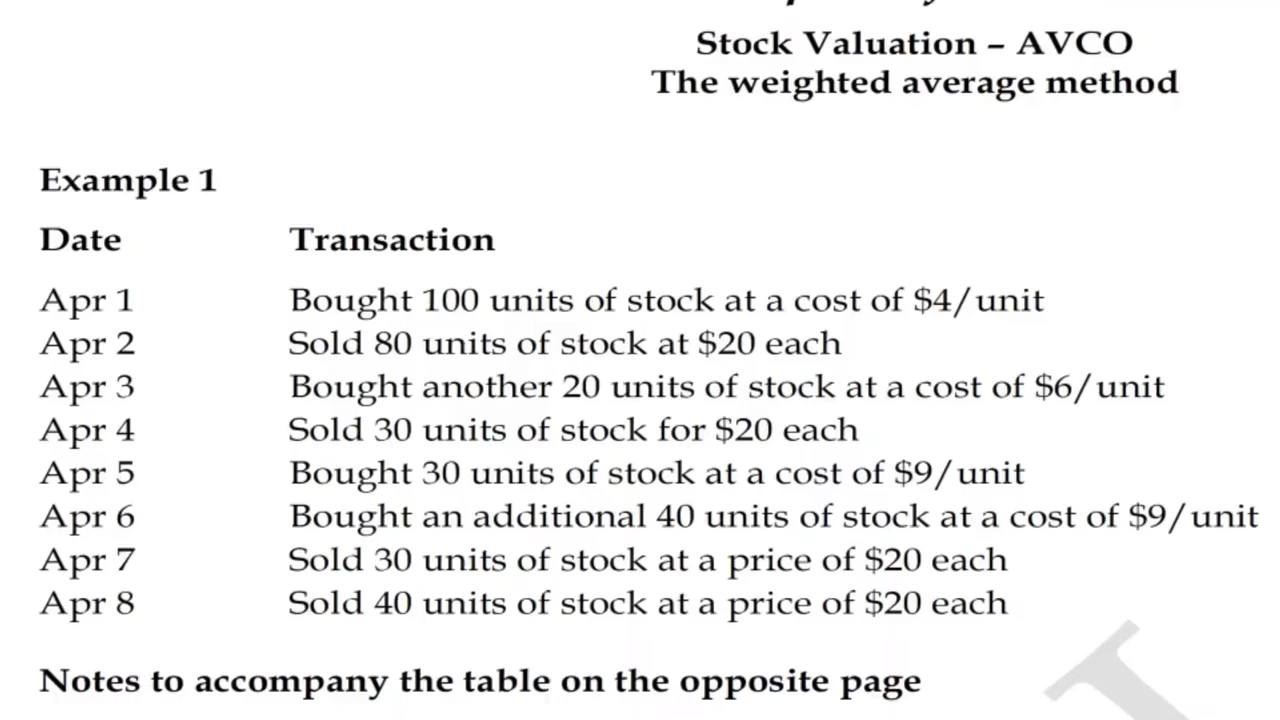 Stock Valuation – AVCO
The weighted average method
Example 1
Date Transaction
Apr 1 Bought 100 units of stock at a cost of $4/unit
Apr 2 Sold 80 units of stock at $20 each
Apr 3 Bought another 20 units of stock at a cost of $6/unit
Apr 4 Sold 30 units of stock for $20 each
Apr 5 Bought 30 units of stock at a cost of $9/unit
Apr 6 Bought an additional 40 units of stock at a cost of $9/unit
Apr 7 Sold 30 units of stock at a price of $20 each
Apr 8 Sold 40 units of stock at a price of $20 each
Notes to accompany the table on the opposite page